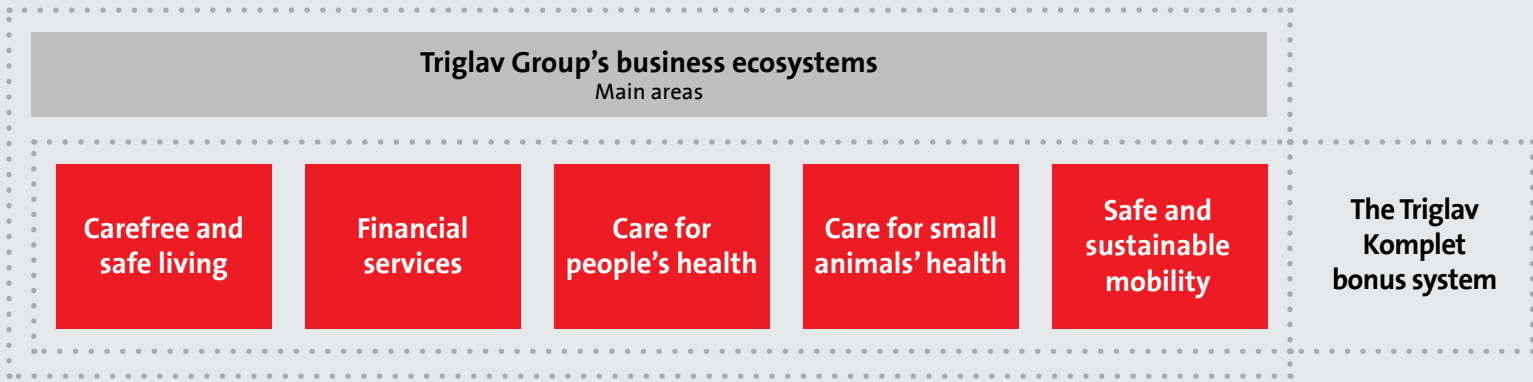 Triglav Group’s business ecosystems
Main areas
Carefree and
safe living
Financial
services
Care for
people’s health
Care for small
animals’ health
Safe and
sustainable
mobility
The Triglav
Komplet
bonus system